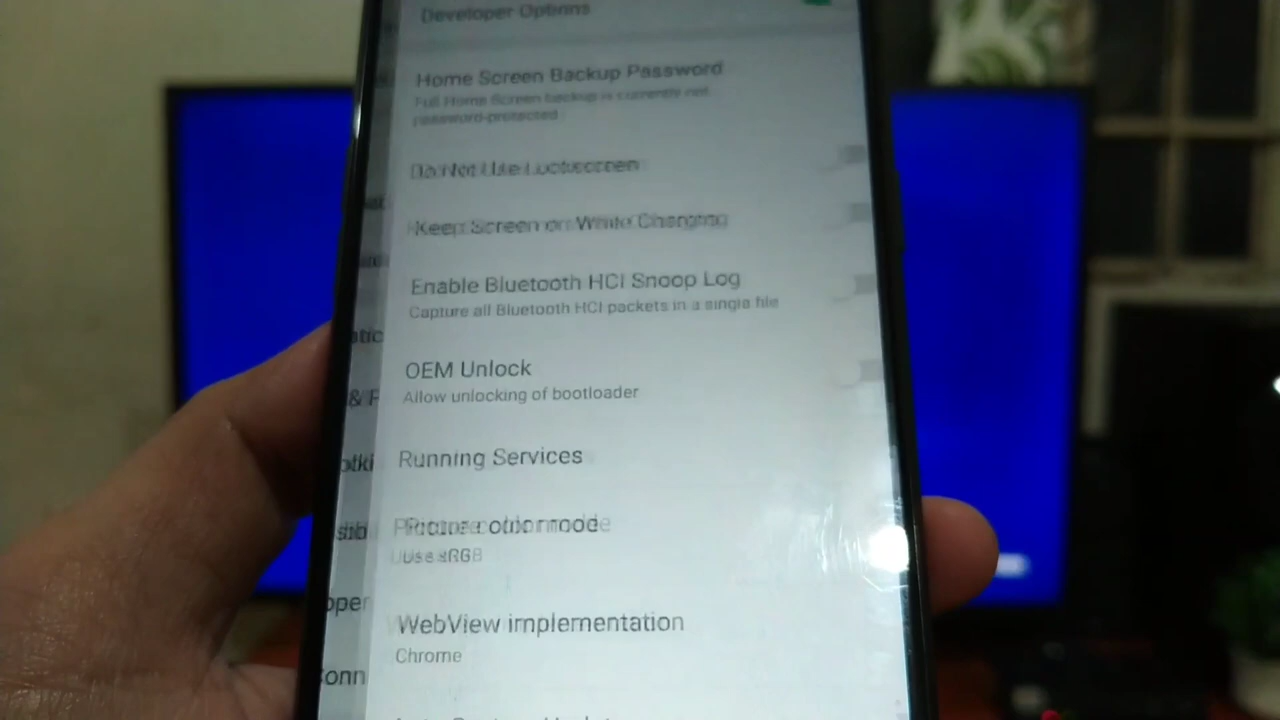 Developer Options
Home Screen Backup Password
Full Home Screen backup is currently not
password-protected
Do Not Use Lockscreen
Keep Screen on While Charging
Enable Bluetooth HCI Snoop Log
Capture all Bluetooth HCI packets in a single file
OEM Unlock
Allow unlocking of bootloader
& F
Running Services
Picture color mode
Use sRGB
oper
WebView implementation
Chrome
Conn